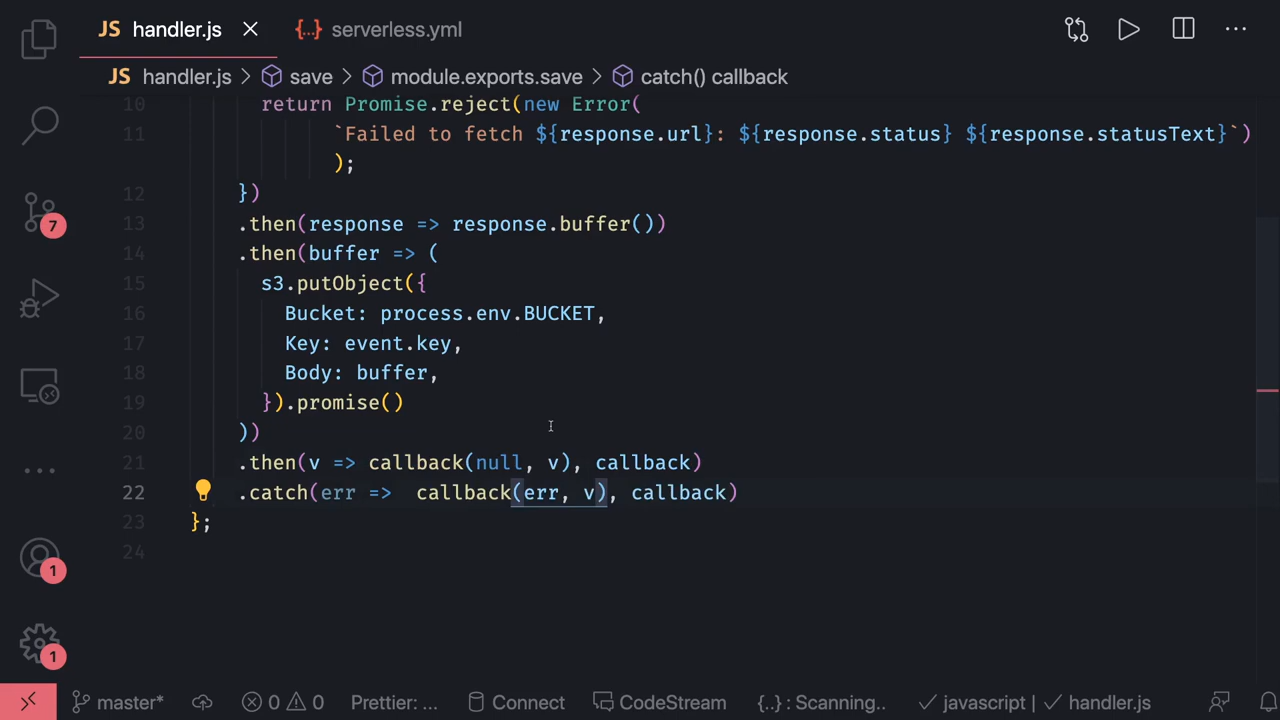 JS handler.js × {..} serverless.yml ...
JS handler.js > save > module.exports.save > catch() callback
10 return Promise.reject(new Error(
11 `Failed to fetch ${response.url}: ${response.status} ${response.statusText}`)
);
12 })
13 .then(response => response.buffer())
14 .then(buffer => (
15 s3.putObject({
16 Bucket: process.env.BUCKET,
17 Key: event.key,
18 Body: buffer,
19 }).promise()
20 ))
21 .then(v => callback(null, v), callback)
22 .catch(err => callback(err, v), callback)
23 };
24
7
1
1
master* 0 0 Prettier: ... Connect CodeStream {..} : Scanning.. javascript | handler.js